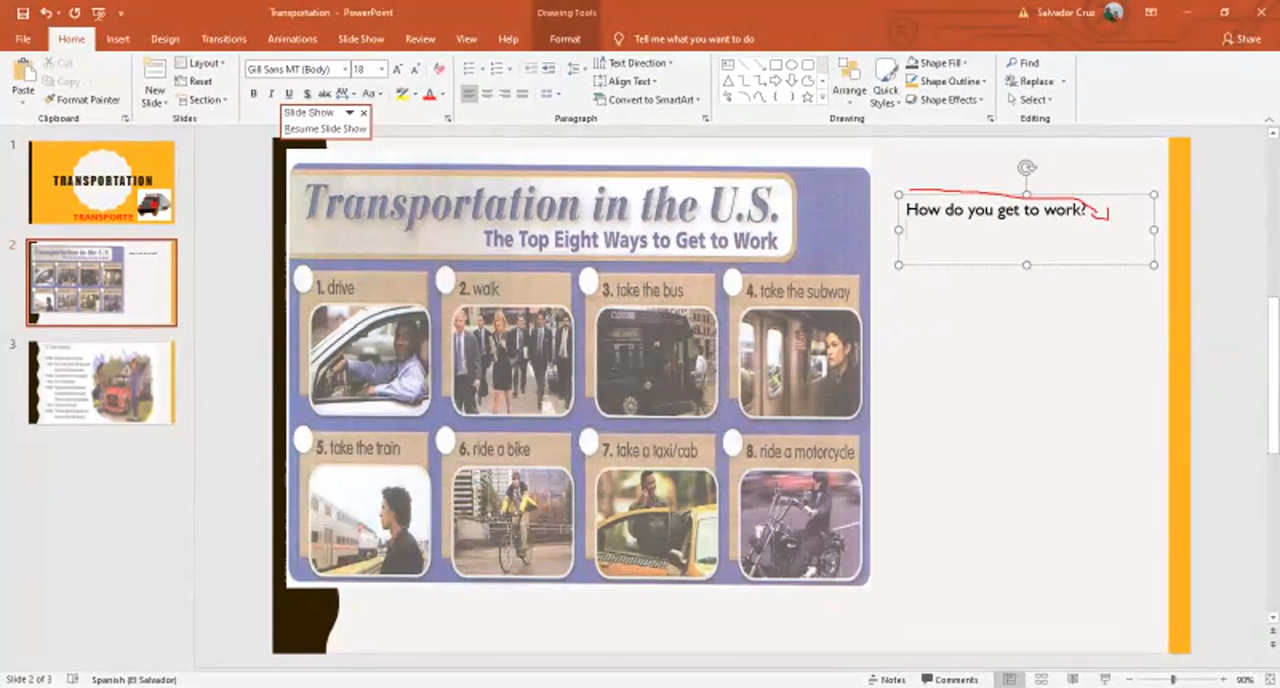 Transportation - PowerPoint
Drawing Tools
Salvador Cruz
File Home Insert Design Transitions Animations Slide Show Review View Help Format Tell me what you want to do Share
Paste
Cut
Copy
Format Painter
Clipboard
New Slide
Layout
Reset
Section
Slides
Gill Sans MT (Body) 18
B I U S abc AV Aa A
Text Direction
Align Text
Convert to SmartArt
Paragraph
Arrange
Quick Styles
Shape Fill
Shape Outline
Shape Effects
Drawing
Find
Replace
Select
Editing
Slide Show
Resume Slide Show
1
TRANSPORTATION
TRANSPORTE
2
3
Transportation in the U.S.
The Top Eight Ways to Get to Work
1. drive
2. walk
3. take the bus
4. take the subway
5. take the train
6. ride a bike
7. take a taxi/cab
8. ride a motorcycle
How do you get to work?
Slide 2 of 3 Spanish (El Salvador) Notes Comments 90%